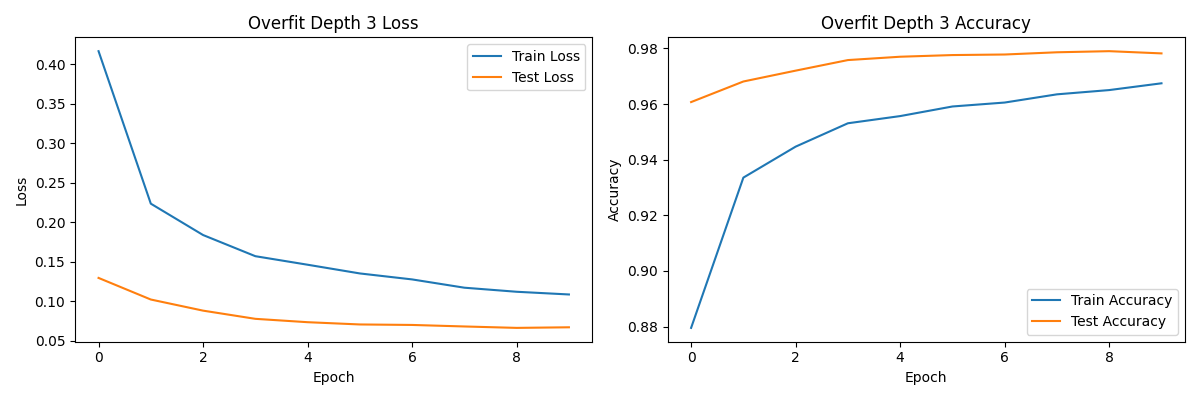 Overfit Depth 3 Loss
Train Loss
Test Loss
0.40
0.35
0.30
0.25
0.20
0.15
0.10
0.05
Loss
0 2 4 6 8
Epoch
Overfit Depth 3 Accuracy
0.98
0.96
0.94
0.92
0.90
0.88
Accuracy
Train Accuracy
Test Accuracy
0 2 4 6 8
Epoch